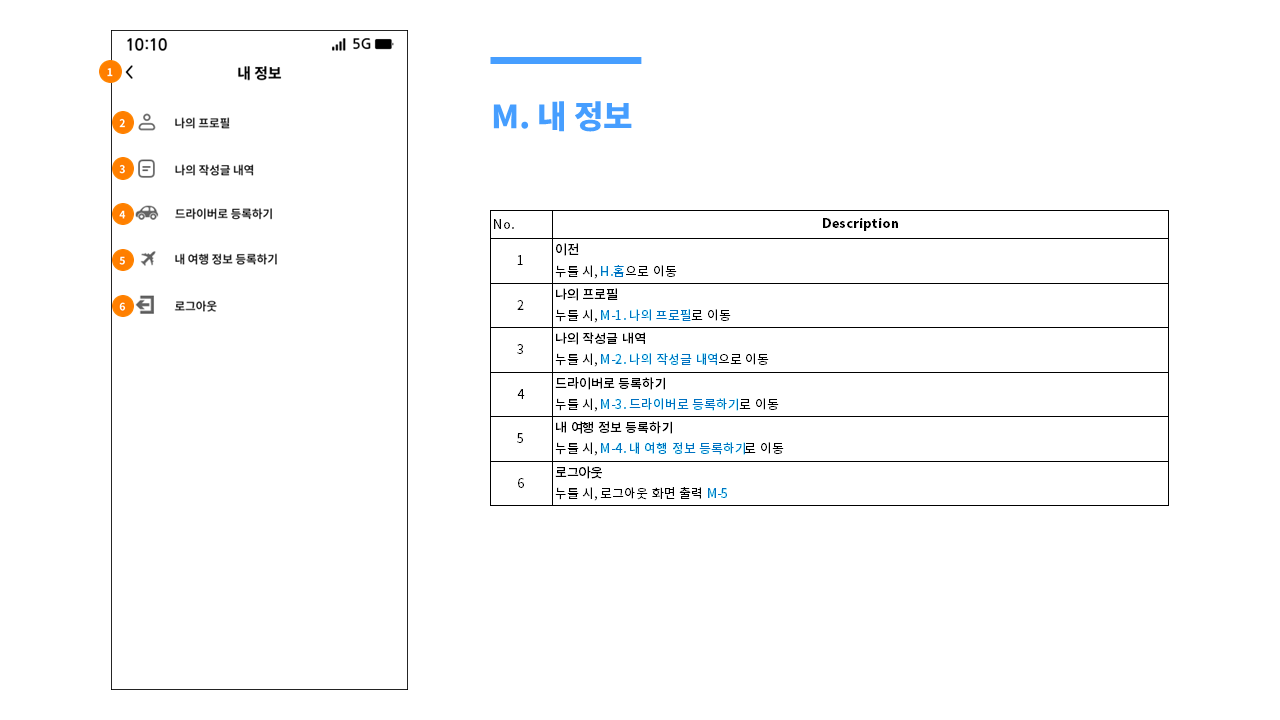 10:10 5G
1 내 정보
2 나의 프로필
3 나의 작성글 내역
4 드라이버로 등록하기
5 내 여행 정보 등록하기
6 로그아웃
M. 내 정보
No. Description
1 이전
누를 시, H.홈으로 이동
2 나의 프로필
누를 시, M-1. 나의 프로필로 이동
3 나의 작성글 내역
누를 시, M-2. 나의 작성글 내역으로 이동
4 드라이버로 등록하기
누를 시, M-3. 드라이버로 등록하기로 이동
5 내 여행 정보 등록하기
누를 시, M-4. 내 여행 정보 등록하기로 이동
6 로그아웃
누를 시, 로그아웃 화면 출력 M-5